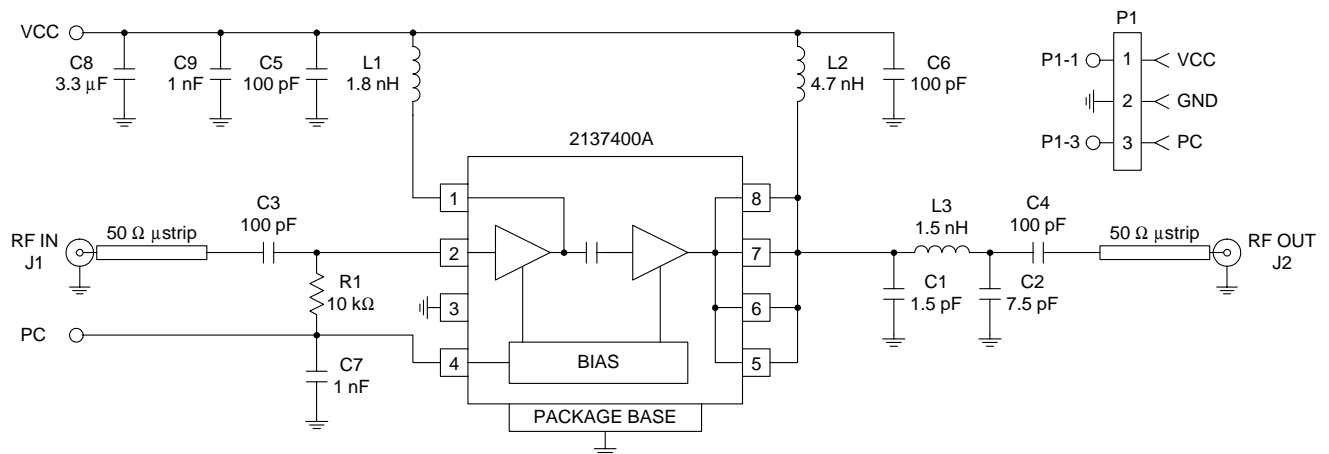 VCC
C8
3.3 μF
C9
1 nF
C5
100 pF
L1
1.8 nH
L2
4.7 nH
C6
100 pF
P1
P1-1
1
VCC
2
GND
P1-3
3
PC
2137400A
1
8
RF IN
J1
50 Ω μstrip
C3
100 pF
2
7
L3
1.5 nH
C4
100 pF
50 Ω μstrip
RF OUT
J2
R1
10 kΩ
3
6
C1
1.5 pF
C2
7.5 pF
PC
C7
1 nF
4
BIAS
5
PACKAGE BASE